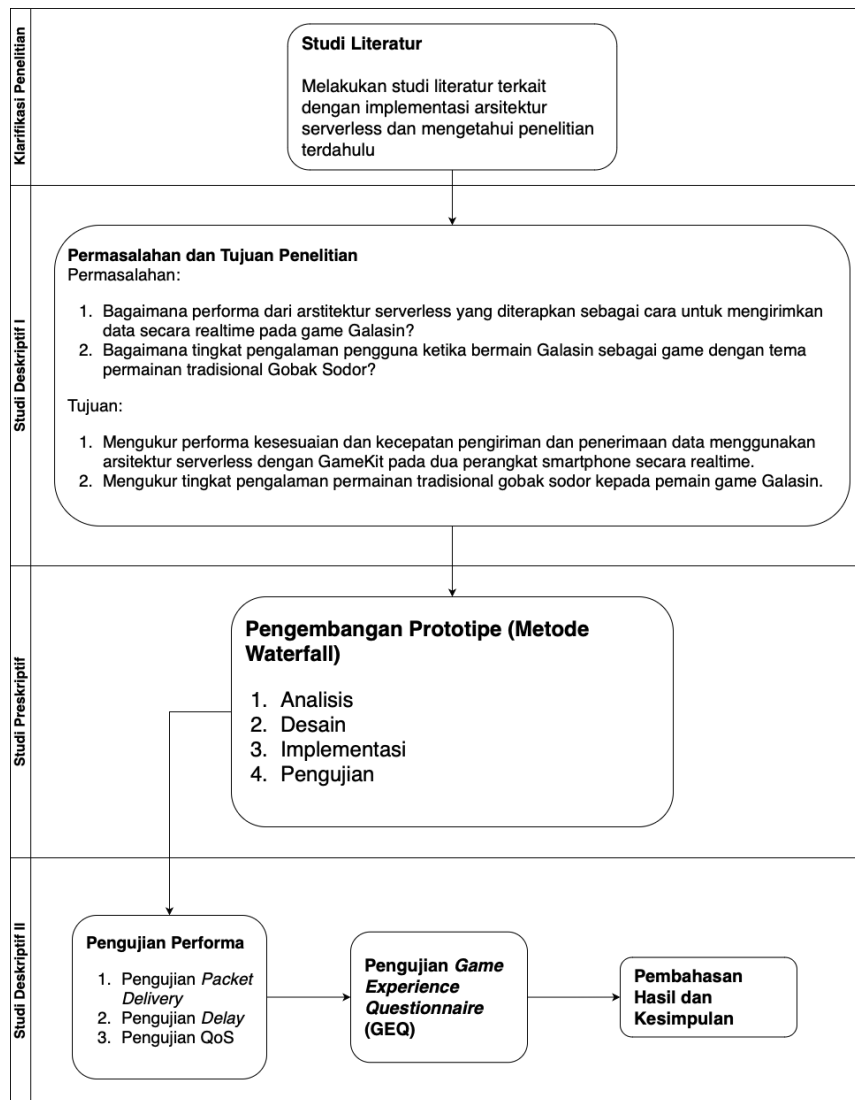 Klarifikasi Penelitian
Studi Literatur
Melakukan studi literatur terkait
dengan implementasi arsitektur
serverless dan mengetahui penelitian
terdahulu
Studi Deskriptif I
Permasalahan dan Tujuan Penelitian
Permasalahan:
1. Bagaimana performa dari arstitektur serverless yang diterapkan sebagai cara untuk mengirimkan
data secara realtime pada game Galasin?
2. Bagaimana tingkat pengalaman pengguna ketika bermain Galasin sebagai game dengan tema
permainan tradisional Gobak Sodor?
Tujuan:
1. Mengukur performa kesesuaian dan kecepatan pengiriman dan penerimaan data menggunakan
arsitektur serverless dengan GameKit pada dua perangkat smartphone secara realtime.
2. Mengukur tingkat pengalaman permainan tradisional gobak sodor kepada pemain game Galasin.
Studi Preskriptif
Pengembangan Prototipe (Metode
Waterfall)
1. Analisis
2. Desain
3. Implementasi
4. Pengujian
Studi Deskriptif II
Pengujian Performa
1. Pengujian Packet
Delivery
2. Pengujian Delay
3. Pengujian QoS
Pengujian Game
Experience
Questionnaire
(GEQ)
Pembahasan
Hasil dan
Kesimpulan